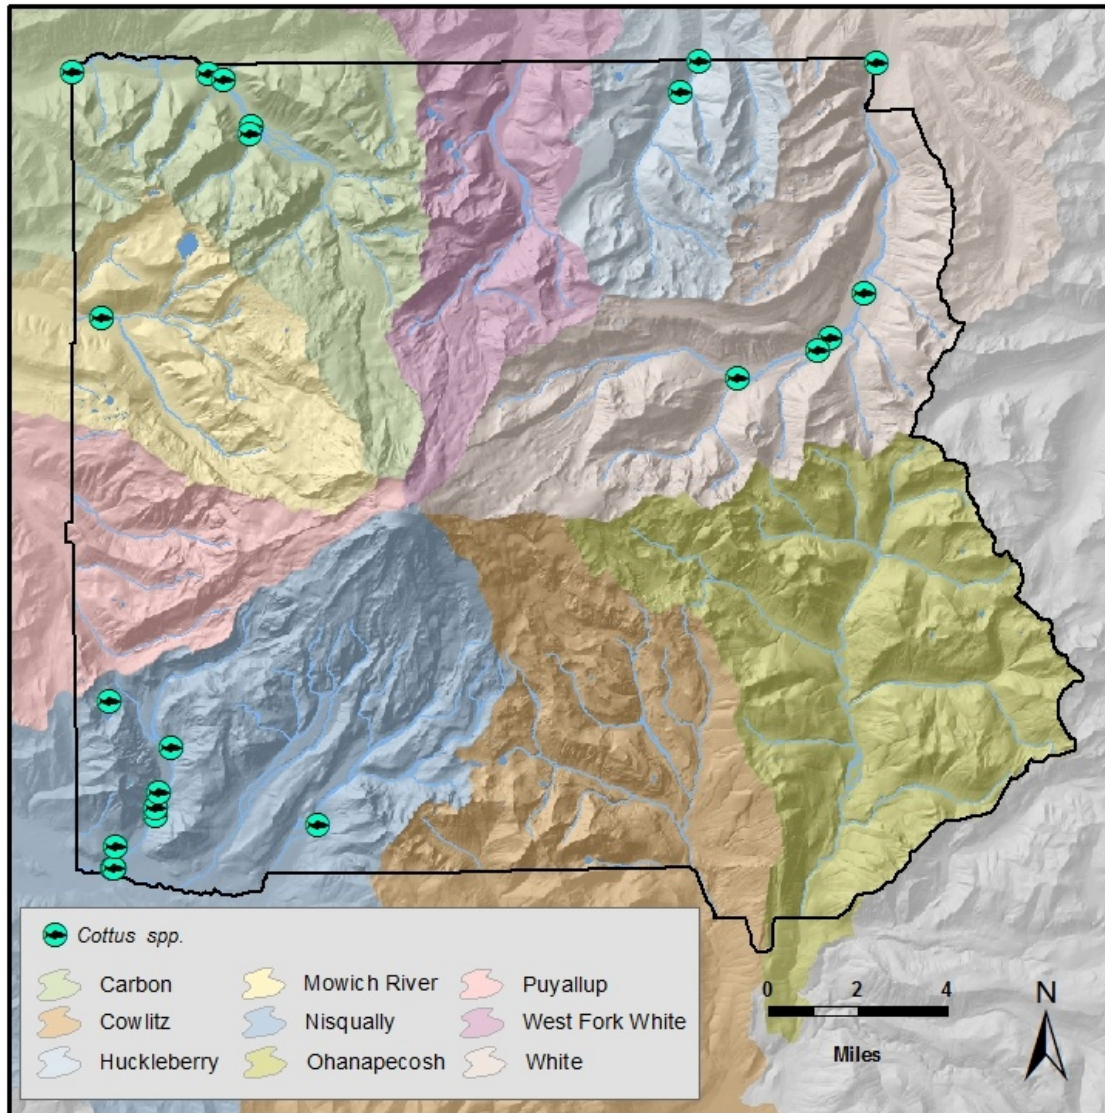 Cottus spp.
Carbon
Mowich River
Puyallup
Cowlitz
Nisqually
West Fork White
Huckleberry
Ohanapecosh
White
0 2 4
Miles
N